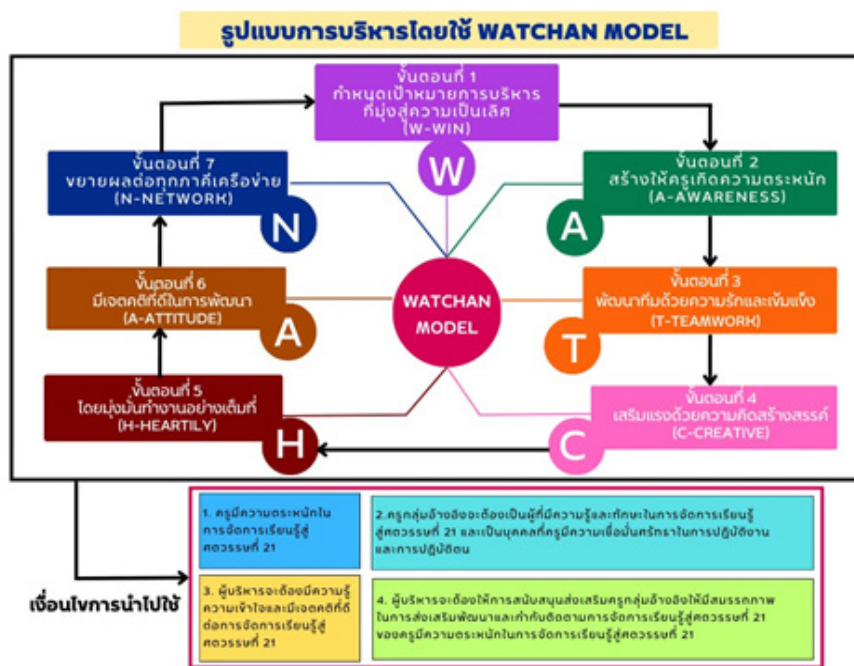 รูปแบบการบริหารโดยใช้ WATCHAN MODEL
ขั้นตอนที่ 1
กำหนดเป้าหมายการบริหาร
ที่มุ่งสู่ความเป็นเลิศ
(W-WIN)
W
ขั้นตอนที่ 2
สร้างให้ครูเกิดความตระหนัก
(A-AWARENESS)
A
ขั้นตอนที่ 3
พัฒนาทีมด้วยความรักและเข้มแข็ง
(T-TEAMWORK)
T
ขั้นตอนที่ 4
เสริมแรงด้วยความคิดสร้างสรรค์
(C-CREATIVE)
C
ขั้นตอนที่ 5
โดยมุ่งมั่นทำงานอย่างเต็มที่
(H-HEARTILY)
H
ขั้นตอนที่ 6
มีเจตคติที่ดีในการพัฒนา
(A-ATTITUDE)
A
ขั้นตอนที่ 7
ขยายผลต่อทุกภาคีเครือข่าย
(N-NETWORK)
N
WATCHAN
MODEL
เงื่อนไขการนำไปใช้
1. ครูมีความตระหนักใน
การจัดการเรียนรู้สู่
ศตวรรษที่ 21
2.ครูกลุ่มอ้างอิงจะต้องเป็นผู้ที่มีความรู้และทักษะในการจัดการเรียนรู้
สู่ศตวรรษที่ 21 และเป็นบุคคลที่ครูมีความเชื่อมั่นศรัทธาในการปฏิบัติงาน
และการปฏิบัติตน
3. ผู้บริหารจะต้องมีความรู้
ความเข้าใจและมีเจตคติที่ดี
ต่อการจัดการเรียนรู้สู่
ศตวรรษที่ 21
4. ผู้บริหารจะต้องให้การสนับสนุนส่งเสริมครูกลุ่มอ้างอิงให้มีสมรรถภาพ
ในการส่งเสริมพัฒนาและกำกับติดตามการจัดการเรียนรู้สู่ศตวรรษที่ 21
ของครูมีความตระหนักในการจัดการเรียนรู้สู่ศตวรรษที่ 21